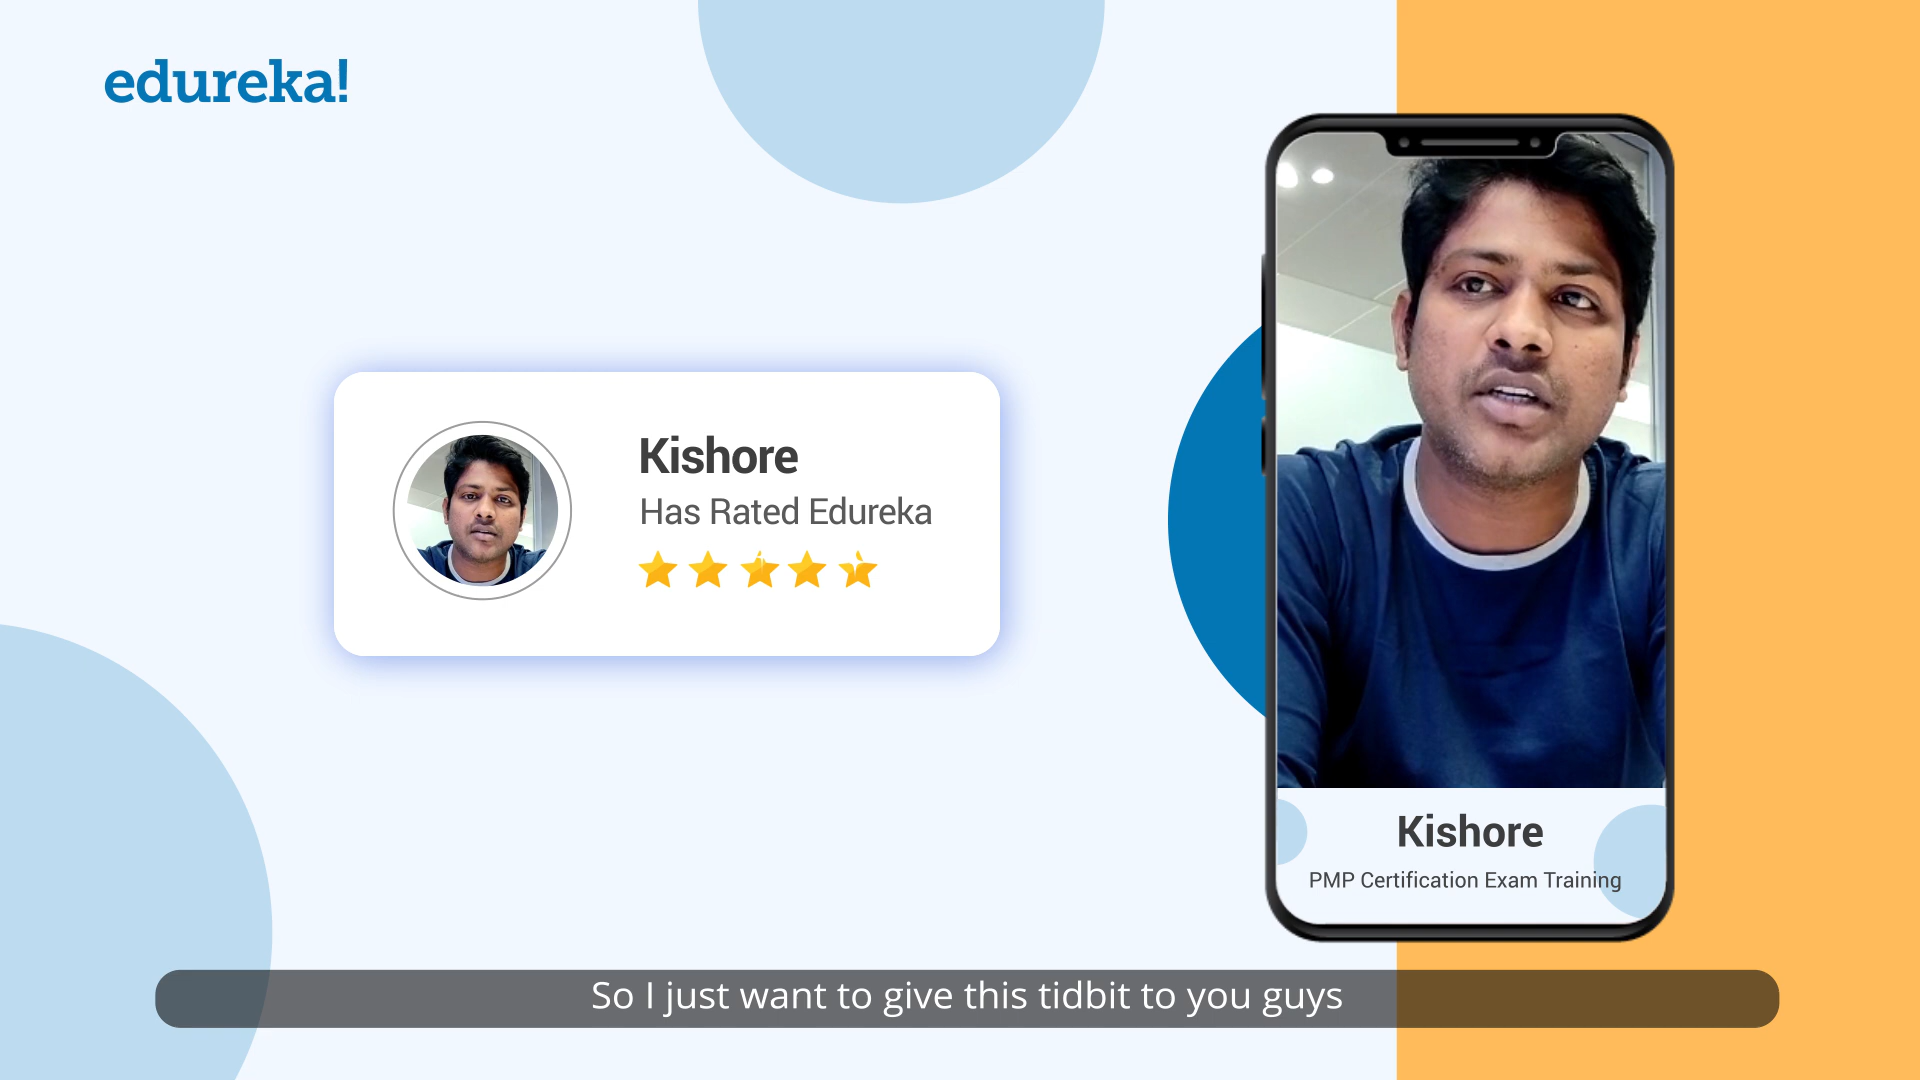 edureka!
Kishore
Has Rated Edureka
Kishore
PMP Certification Exam Training
So I just want to give this tidbit to you guys